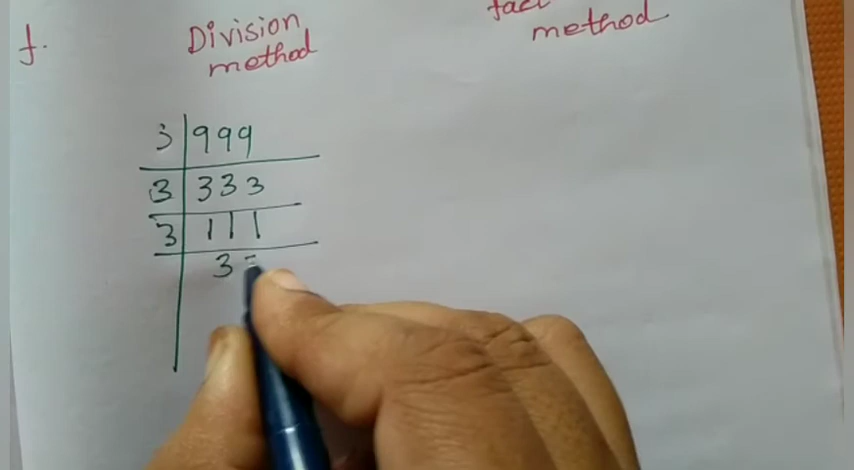 f.
Division
method
method
3 999
3 333
3 111
3